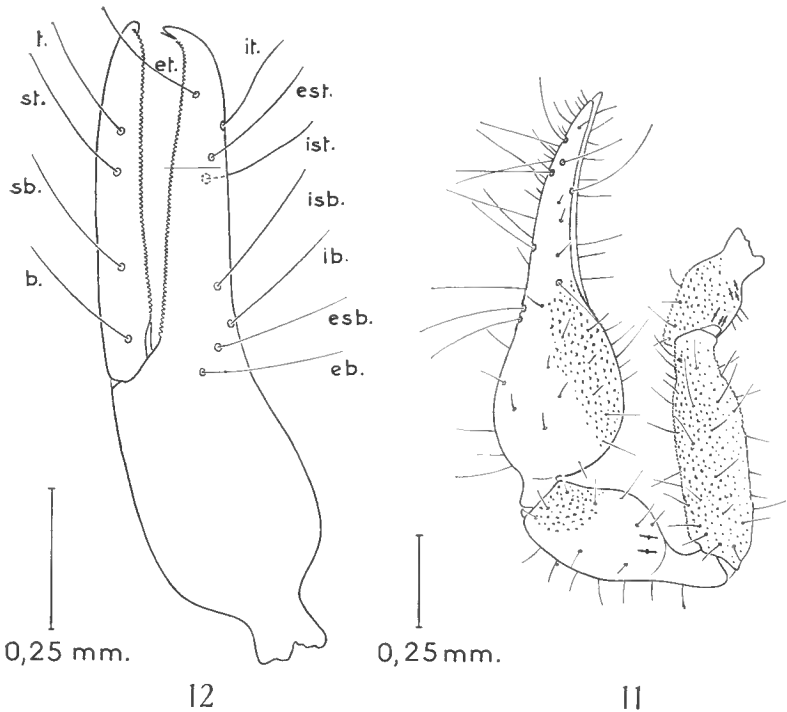 t.
et.
it.
st.
est.
ist.
sb.
isb.
b.
ib.
esb.
eb.
0,25 mm.
0,25 mm.
12
11